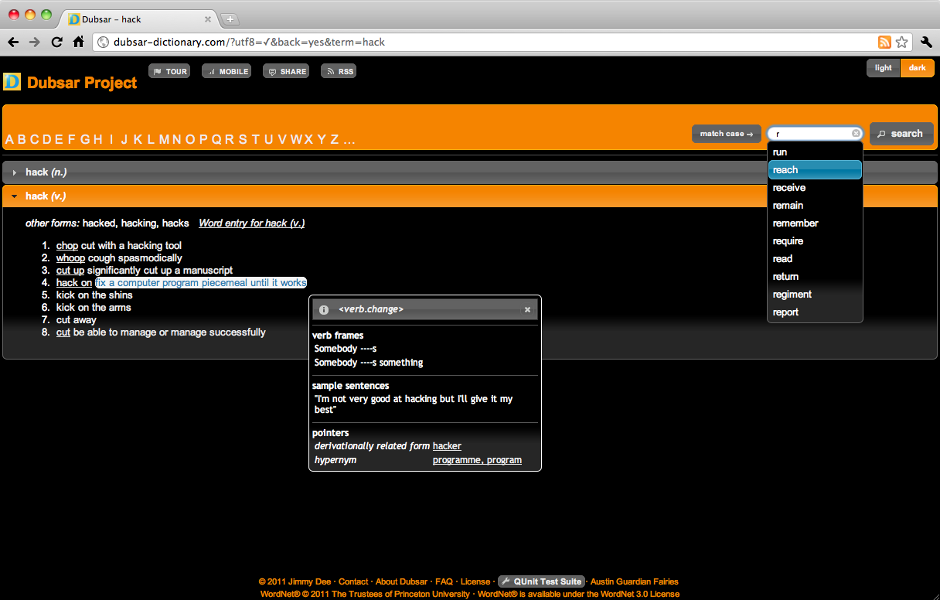 Dubsar – hack
dubsar-dictionary.com/?utf8=√&back=yes&term=hack
D Dubsar Project
TOUR MOBILE SHARE RSS
light dark
A B C D E F G H I J K L M N O P Q R S T U V W X Y Z ...
match case → r search
run
reach
receive
remain
remember
require
read
return
regiment
report
hack (n.)
hack (v.)
other forms: hacked, hacking, hacks Word entry for hack (v.)
1. chop cut with a hacking tool
2. whoop cough spasmodically
3. cut up significantly cut up a manuscript
4. hack on fix a computer program piecemeal until it works
5. kick on the shins
6. kick on the arms
7. cut away
8. cut be able to manage or manage successfully
<verb.change>
verb frames
Somebody ----s
Somebody ----s something
sample sentences
"I'm not very good at hacking but I'll give it my
best"
pointers
derivationally related form hacker
hypernym programme, program
© 2011 Jimmy Dee · Contact · About Dubsar · FAQ · License · QUnit Test Suite · Austin Guardian Fairies
WordNet® © 2011 The Trustees of Princeton University · WordNet® is available under the WordNet 3.0 License